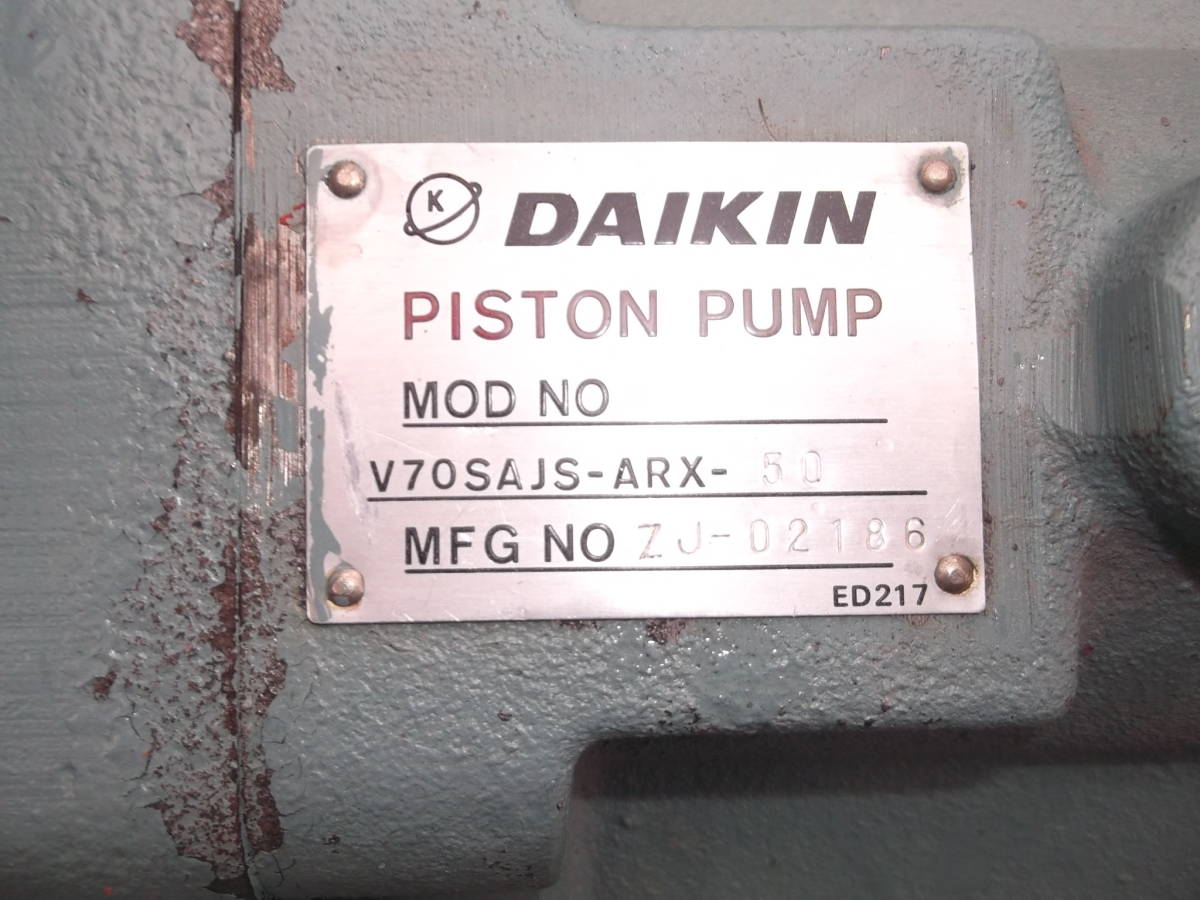 K DAIKIN
PISTON PUMP
MOD NO
V70SAJS-ARX- 50
MFG NO ZJ-02186
ED217